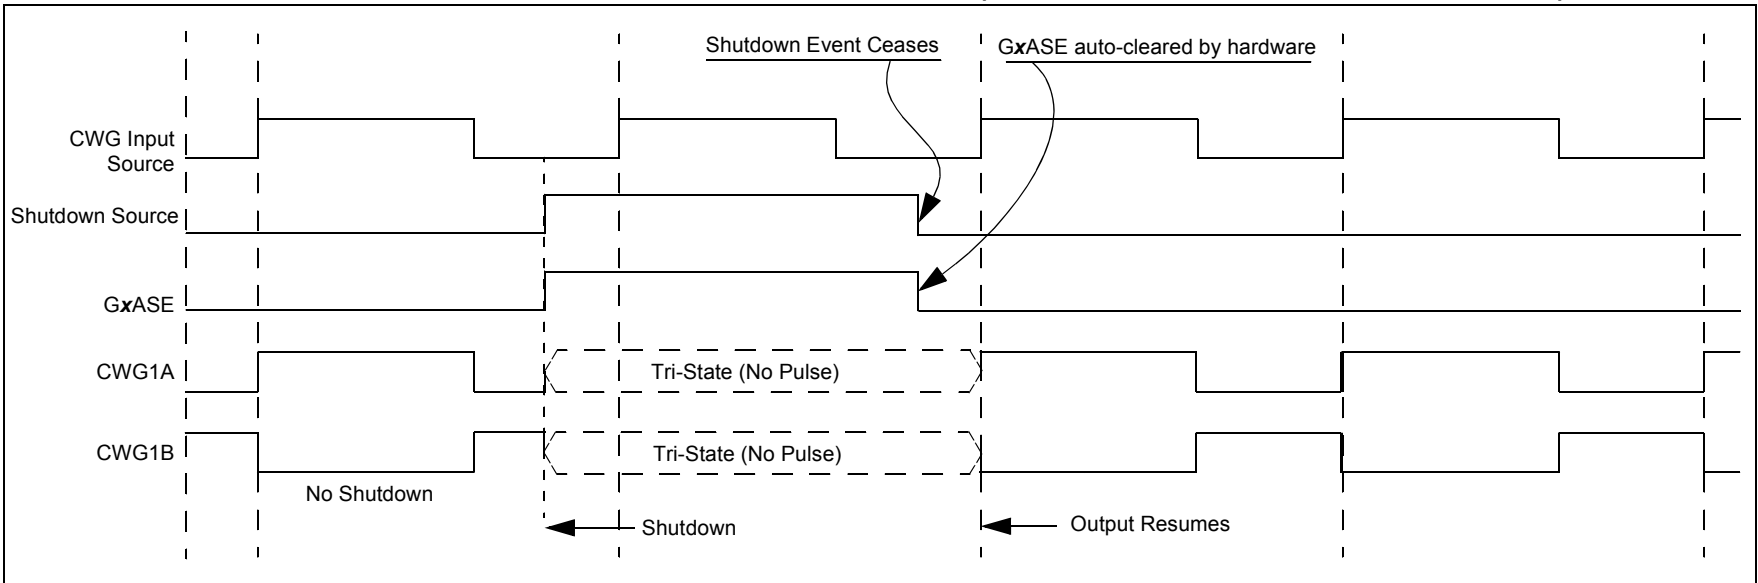 Shutdown Event Ceases
GxASE auto-cleared by hardware
CWG Input
Source
Shutdown Source
GxASE
CWG1A
Tri-State (No Pulse)
CWG1B
Tri-State (No Pulse)
No Shutdown
Shutdown
Output Resumes